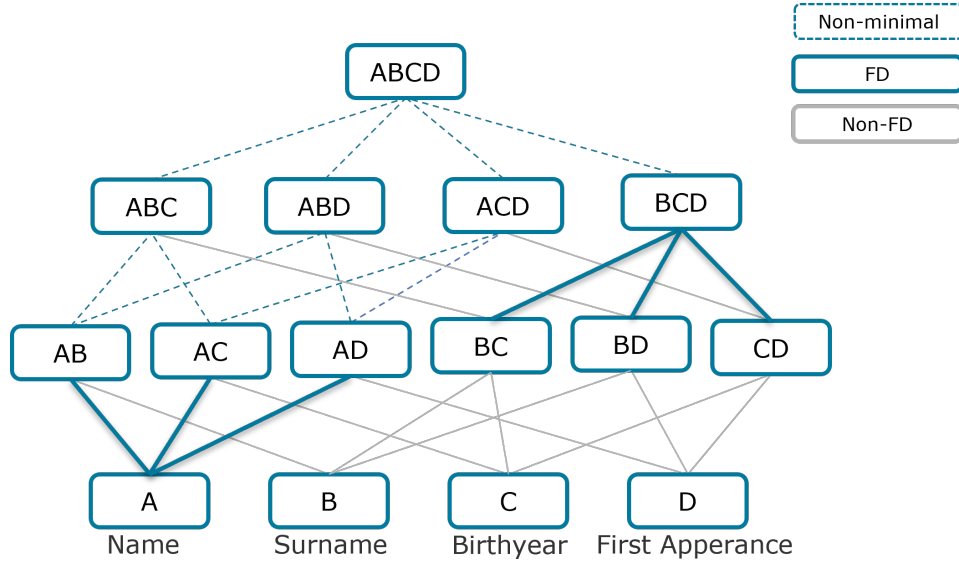 Non-minimal
FD
Non-FD
ABCD
ABC ABD ACD BCD
AB AC AD BC BD CD
A B C D
Name Surname Birthyear First Apperance